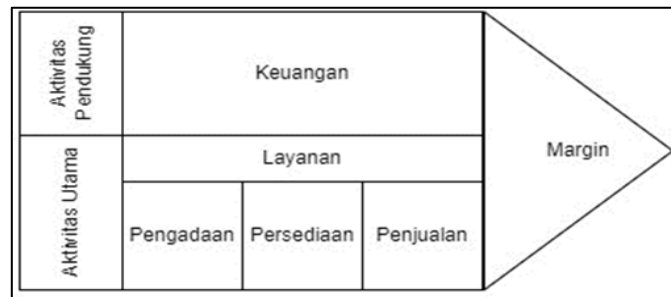 Aktivitas
Pendukung
Keuangan
Aktivitas Utama
Layanan
Pengadaan
Persediaan
Penjualan
Margin